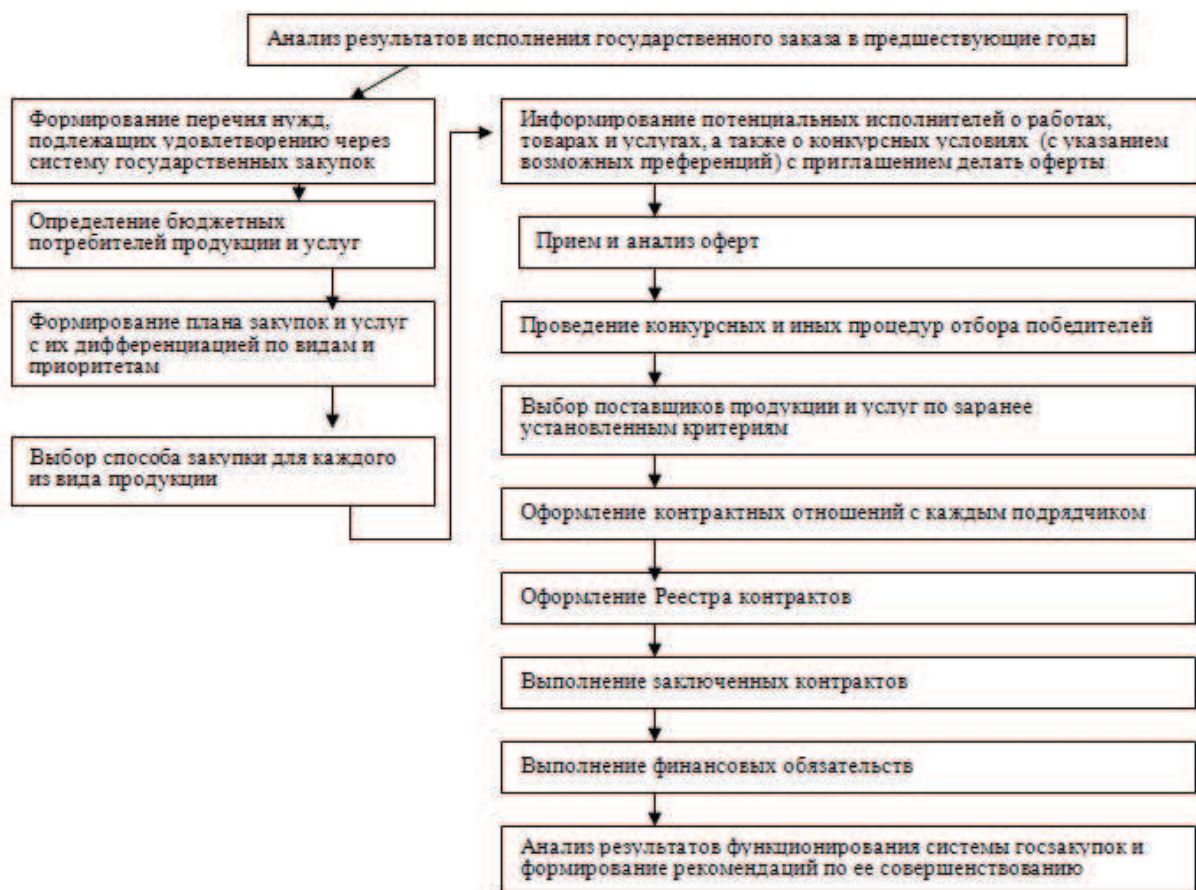 Анализ результатов исполнения государственного заказа в предшествующие годы
Формирование перечня нужд,
подлежащих удовлетворению через
систему государственных закупок
Определение бюджетных
потребителей продукции и услуг
Формирование плана закупок и услуг
с их дифференциацией по видам и
приоритетам
Выбор способа закупки для каждого
из вида продукции
Информирование потенциальных исполнителей о работах,
товарах и услугах, а также о конкурсных условиях (с указанием
возможных преференций) с приглашением делать оферты
Прием и анализ оферт
Проведение конкурсных и иных процедур отбора победителей
Выбор поставщиков продукции и услуг по заранее
установленным критериям
Оформление контрактных отношений с каждым подрядчиком
Оформление Реестра контрактов
Выполнение заключенных контрактов
Выполнение финансовых обязательств
Анализ результатов функционирования системы госзакупок и
формирование рекомендаций по ее совершенствованию